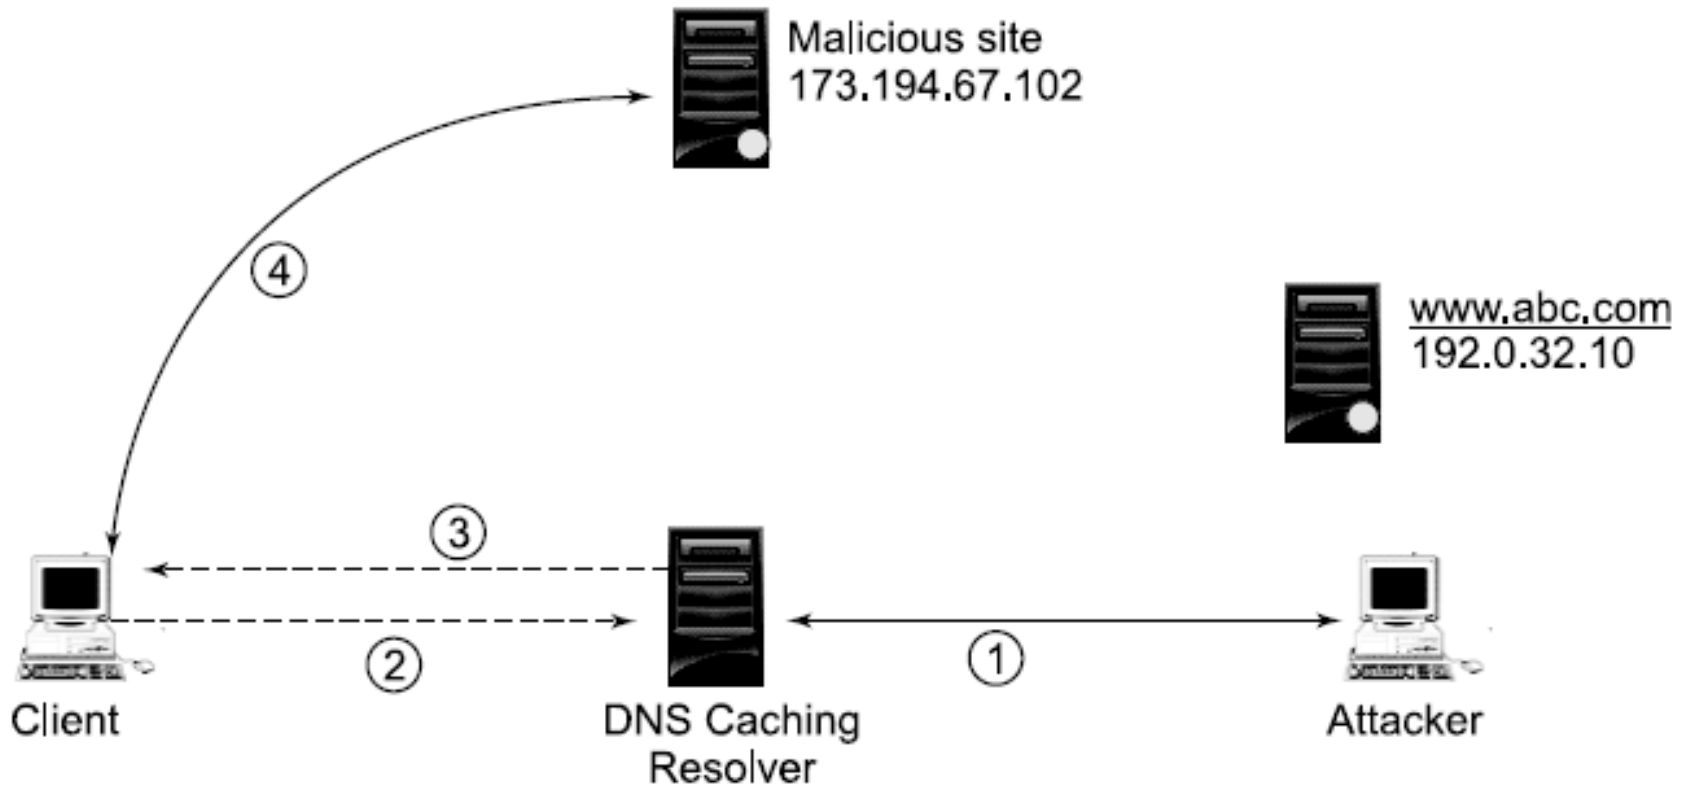 Malicious site
173.194.67.102
4
www.abc.com
192.0.32.10
3
2
1
Client
DNS Caching
Resolver
Attacker